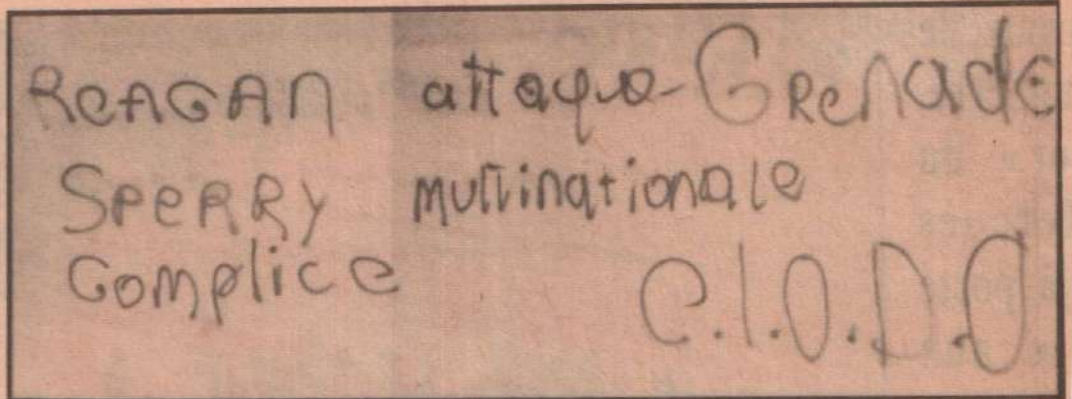 REAGAN attaque GRENADE
SPERRY multinationale
complice C.I.O.D.O